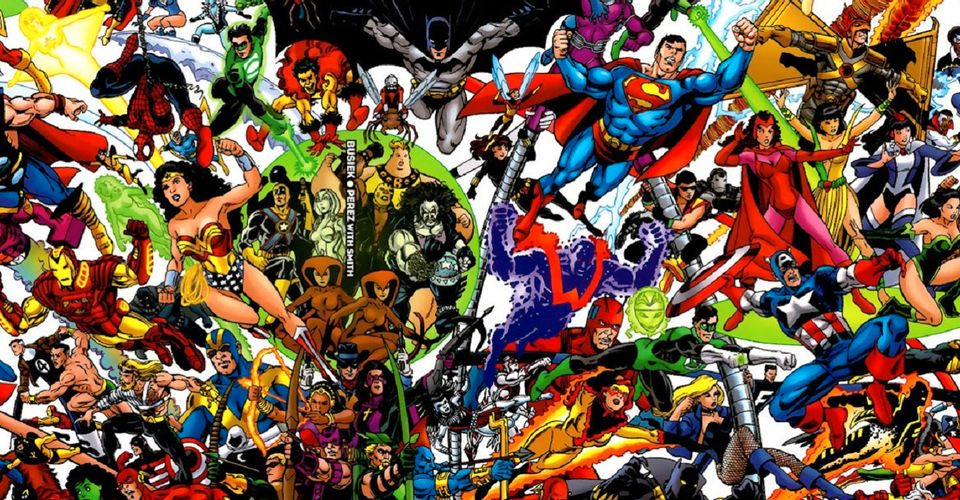 BUSIEK • PEREZ WITH SMITH